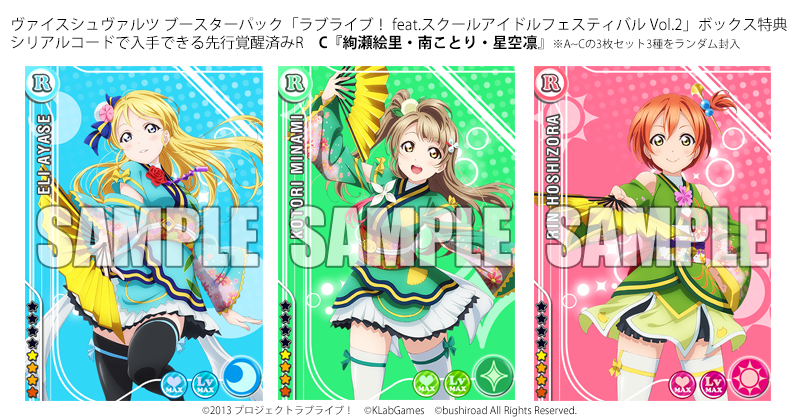 ヴァイスシュヴァルツ ブースターパック「ラブライブ！ feat.スクールアイドルフェスティバル Vol.2」ボックス特典
シリアルコードで入手できる先行覚醒済みR　C『絢瀬絵里・南ことり・星空凛』※A~Cの3枚セット3種をランダム封入
R
ELI AYASE
SAMPLE
MAX
Lv MAX
R
KOTORI MINAMI
SAMPLE
MAX
Lv MAX
R
RIN HOSHIZORA
SAMPLE
MAX
Lv MAX
©2013 プロジェクトラブライブ！　©KLabGames　©bushiroad All Rights Reserved.